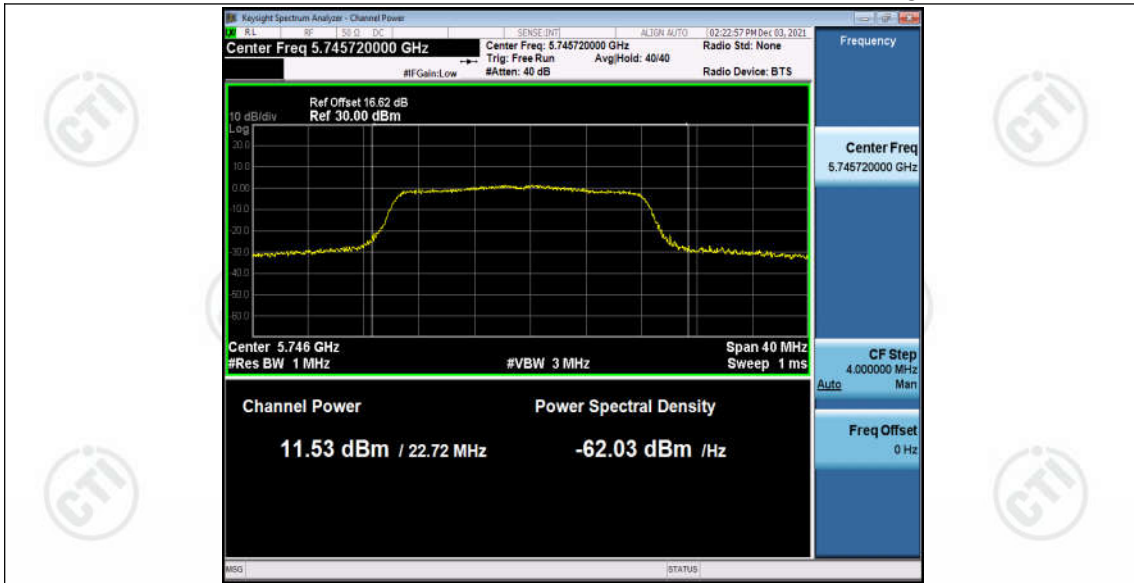 Keysight Spectrum Analyzer - Channel Power
RL RF 50 Ω DC SENSE:INT ALIGN AUTO 02:22:57 PM Dec 03, 2021
Center Freq 5.745720000 GHz
Center Freq: 5.745720000 GHz
Radio Std: None
Trig: Free Run Avg|Hold: 40/40
#IFGain:Low
#Atten: 40 dB
Radio Device: BTS
Frequency
Ref Offset 16.62 dB
10 dB/div Ref 30.00 dBm
Log
20.0
10.0
0.00
-10.0
-20.0
-30.0
-40.0
-50.0
-60.0
Center Freq
5.745720000 GHz
Center 5.746 GHz
Span 40 MHz
#Res BW 1 MHz
#VBW 3 MHz
Sweep 1 ms
CF Step
4.000000 MHz
Auto Man
Freq Offset
0 Hz
Channel Power
Power Spectral Density
11.53 dBm / 22.72 MHz
-62.03 dBm /Hz
MSG
STATUS
CTI
CTI
CTI
CTI